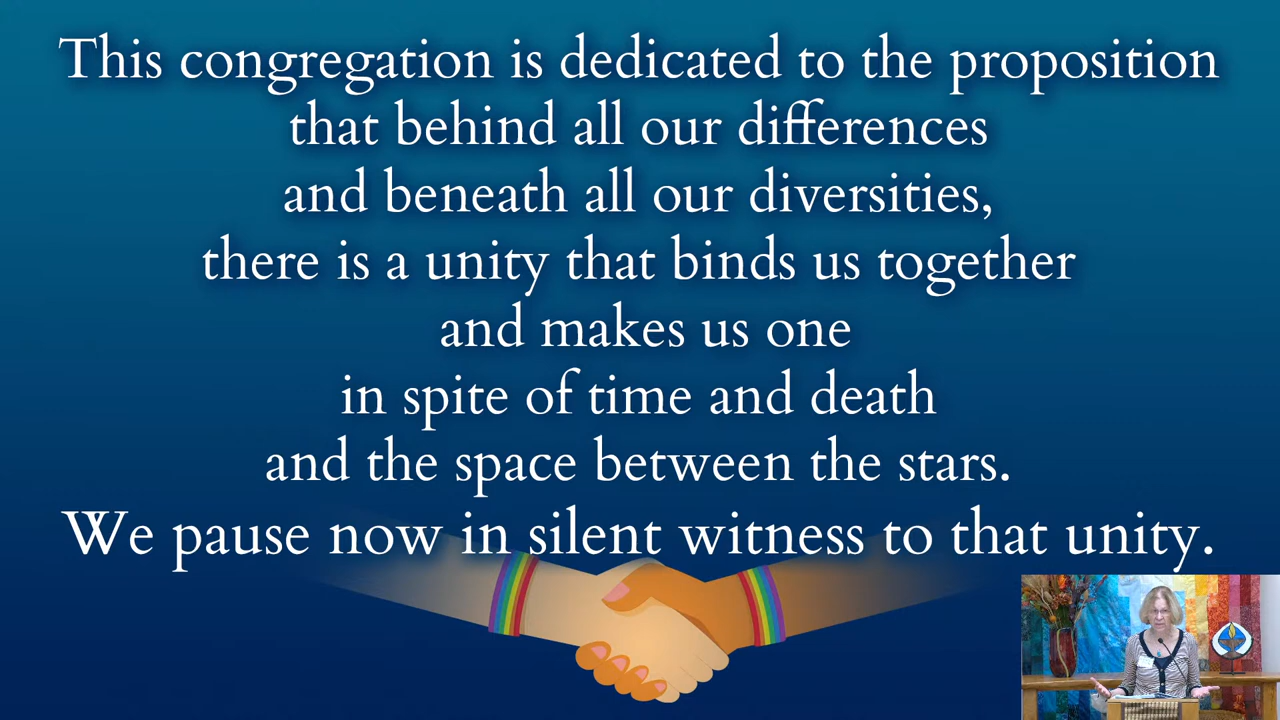 This congregation is dedicated to the proposition
that behind all our differences
and beneath all our diversities,
there is a unity that binds us together
and makes us one
in spite of time and death
and the space between the stars.
We pause now in silent witness to that unity.